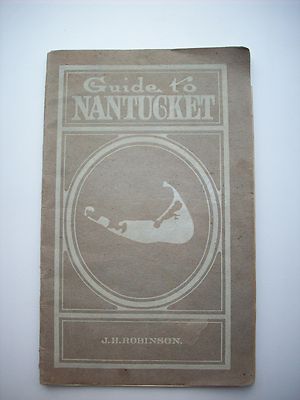 Guide to
NANTUCKET
J.H.ROBINSON.